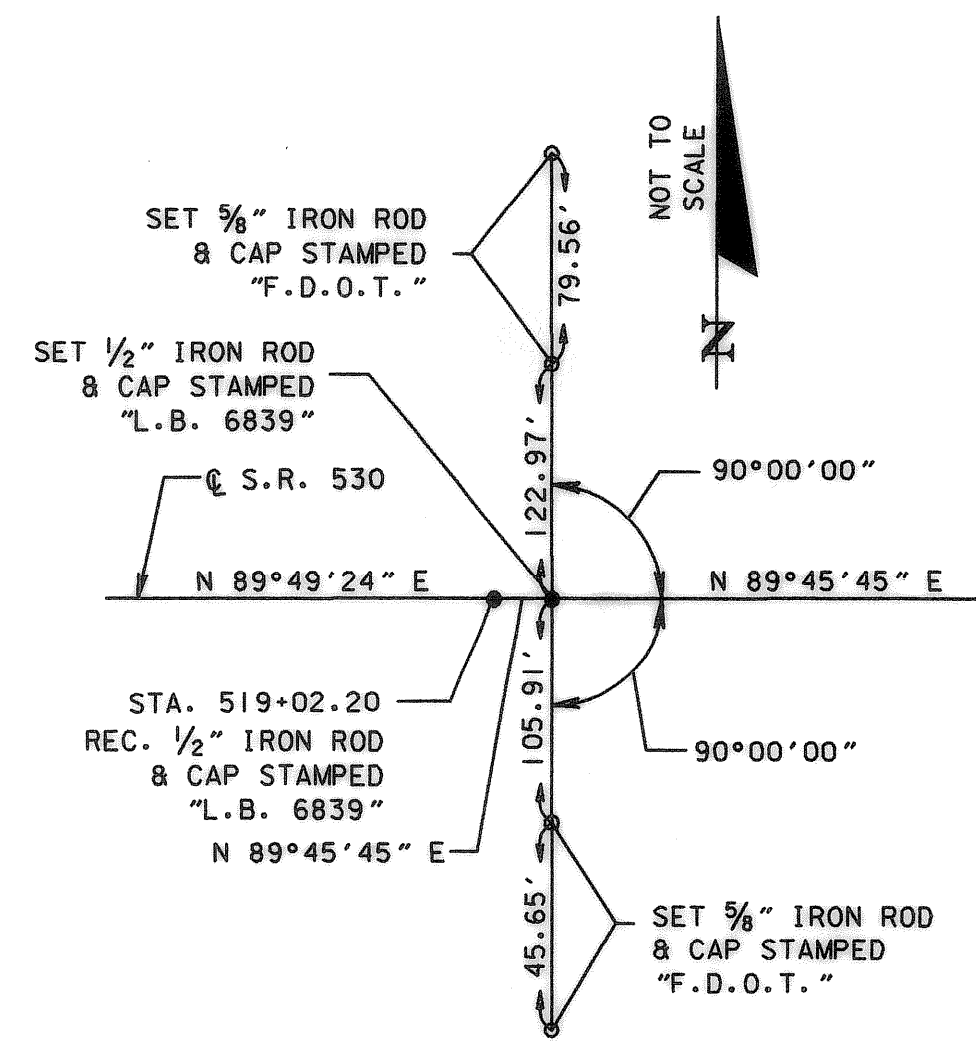 NOT TO
SCALE
N
SET 5/8" IRON ROD
& CAP STAMPED
"F.D.O.T."
79.56'
SET 1/2" IRON ROD
& CAP STAMPED
"L.B. 6839"
122.97'
℄ S.R. 530
90°00'00"
N 89°49'24" E
N 89°45'45" E
STA. 519+02.20
REC. 1/2" IRON ROD
& CAP STAMPED
"L.B. 6839"
N 89°45'45" E
105.91'
90°00'00"
45.65'
SET 5/8" IRON ROD
& CAP STAMPED
"F.D.O.T."